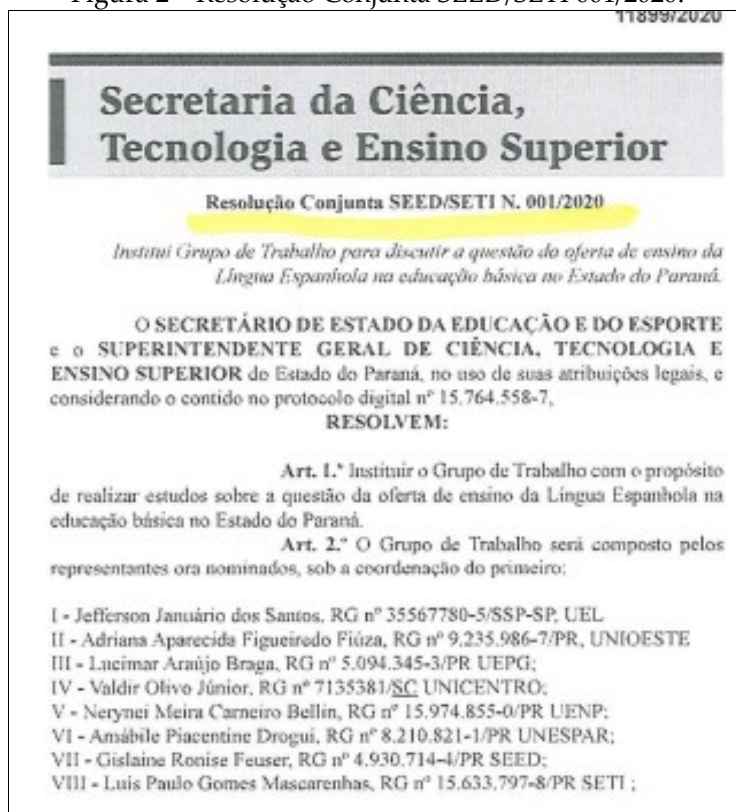 Figura 2 – Resolução Conjunta SEED/SETI 001/2020.
11899/2020
Secretaria da Ciência,
Tecnologia e Ensino Superior
Resolução Conjunta SEED/SETI N. 001/2020
Institui Grupo de Trabalho para discutir a questão da oferta de ensino da
Língua Espanhola na educação básica no Estado do Paraná.
O SECRETÁRIO DE ESTADO DA EDUCAÇÃO E DO ESPORTE
e o SUPERINTENDENTE GERAL DE CIÊNCIA, TECNOLOGIA E
ENSINO SUPERIOR do Estado do Paraná, no uso de suas atribuições legais, e
considerando o contido no protocolo digital nº 15.764.558-7,
RESOLVEM:
Art. 1.º Instituir o Grupo de Trabalho com o propósito
de realizar estudos sobre a questão da oferta de ensino da Língua Espanhola na
educação básica no Estado do Paraná.
Art. 2.º O Grupo de Trabalho será composto pelos
representantes ora nominados, sob a coordenação do primeiro:
I - Jefferson Januário dos Santos, RG nº 35567780-5/SSP-SP, UEL
II - Adriana Aparecida Figueiredo Fiúza, RG nº 9.235.986-7/PR, UNIOESTE
III - Lucimar Araújo Braga, RG nº 5.094.345-3/PR UEPG;
IV - Valdir Olivo Júnior, RG nº 7135381/SC UNICENTRO;
V - Nerynei Meira Carneiro Bellin, RG nº 15.974.855-0/PR UENP;
VI - Amábile Piacentine Drogui, RG nº 8.210.821-1/PR UNESPAR;
VII - Gislaine Ronise Feuser, RG nº 4.930.714-4/PR SEED;
VIII - Luis Paulo Gomes Mascarenhas, RG nº 15.633.797-8/PR SETI ;